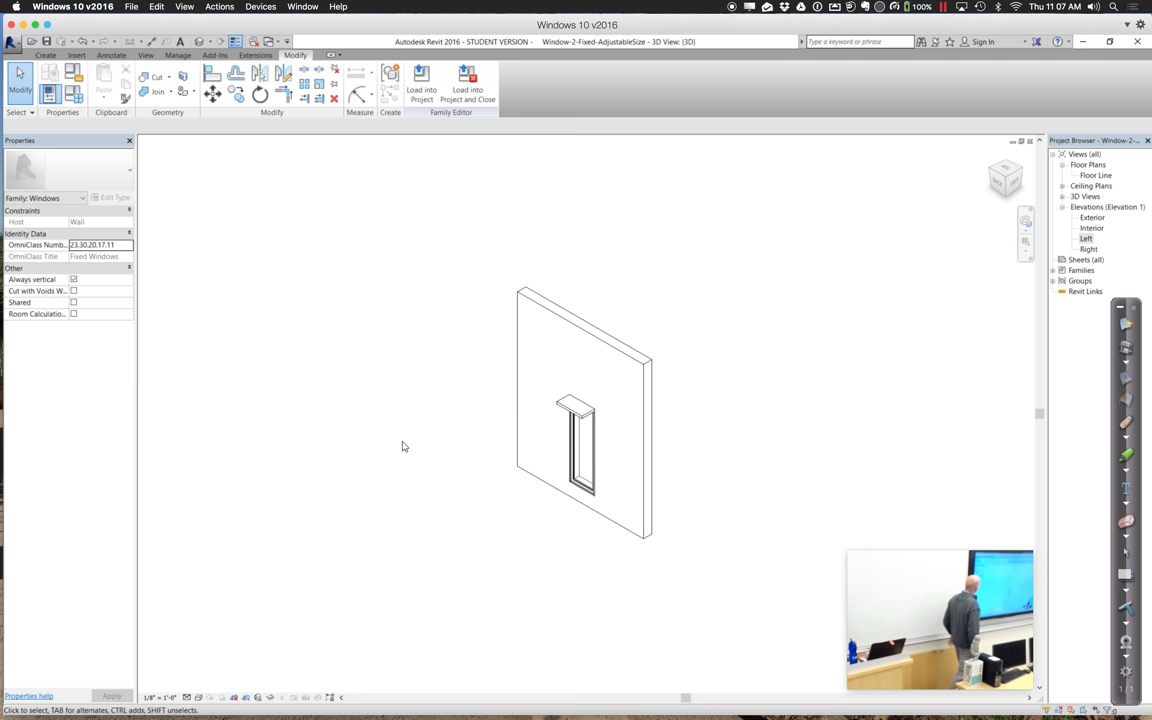 Windows 10 v2016 File Edit View Actions Devices Window Help 100% Thu 11 07 AM
Windows 10 v2016
Autodesk Revit 2016 - STUDENT VERSION - Window-2-Fixed-AdjustableSize - 3D View: {3D} Type a keyword or phrase Sign In
Create Insert Annotate View Manage Add-Ins Extensions Modify
Modify Paste Cut Join Load into Project Load into Project and Close
Select Properties Clipboard Geometry Modify Measure Create Family Editor
Properties
Family: Windows Edit Type
Constraints
Host Wall
Identity Data
OmniClass Numb... 23.30.20.17.11
OmniClass Title Fixed Windows
Other
Always vertical
Cut with Voids W...
Shared
Room Calculatio...
BACK LEFT
Project Browser - Window-2-...
Views (all)
Floor Plans
Floor Line
Ceiling Plans
3D Views
Elevations (Elevation 1)
Exterior
Interior
Left
Right
Sheets (all)
Families
Groups
Revit Links
1/1
Properties help Apply
1/8" = 1'-0"
Click to select, TAB for alternates, CTRL adds, SHIFT unselects.